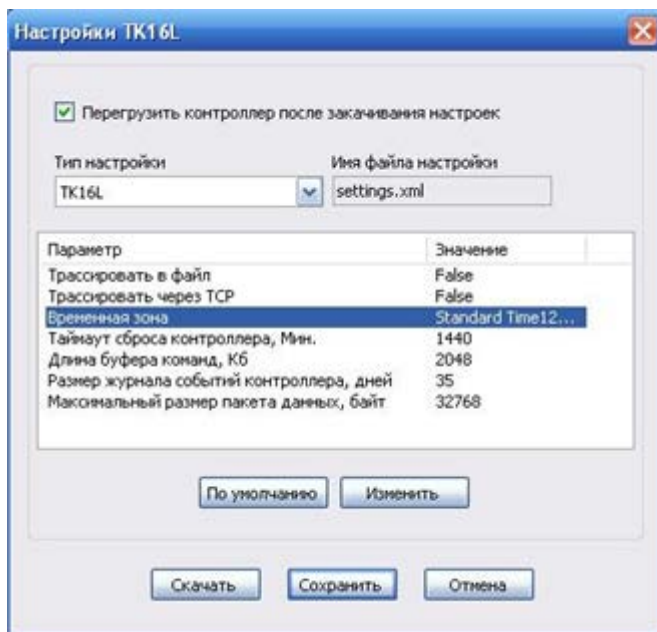 Настройки TK16L
Перегрузить контроллер после закачивания настроек
Тип настройки Имя файла настройки
TK16L settings.xml
Параметр Значение
Трассировать в файл False
Трассировать через TCP False
Временная зона Standard Time12...
Таймаут сброса контроллера, Мин. 1440
Длина буфера команд, Кб 2048
Размер журнала событий контроллера, дней 35
Максимальный размер пакета данных, байт 32768
По умолчанию Изменить
Скачать Сохранить Отмена